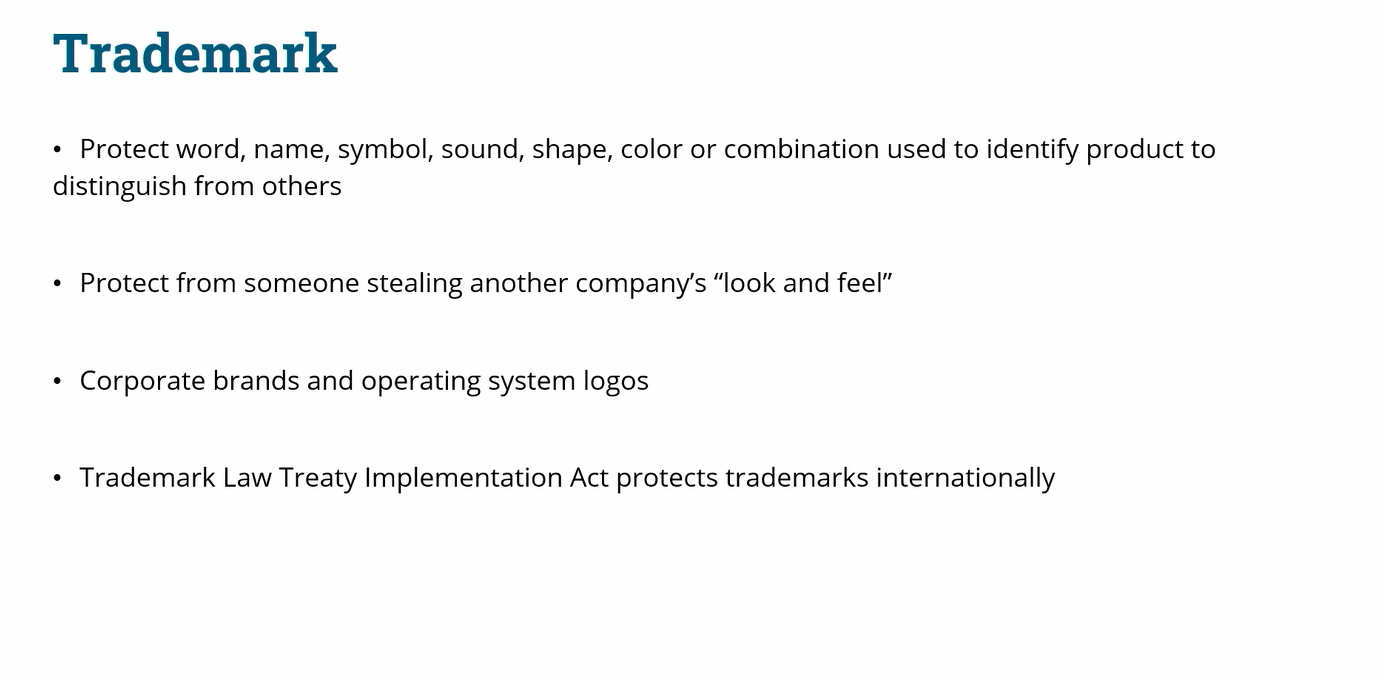 Trademark
• Protect word, name, symbol, sound, shape, color or combination used to identify product to
distinguish from others
• Protect from someone stealing another company’s “look and feel”
• Corporate brands and operating system logos
• Trademark Law Treaty Implementation Act protects trademarks internationally